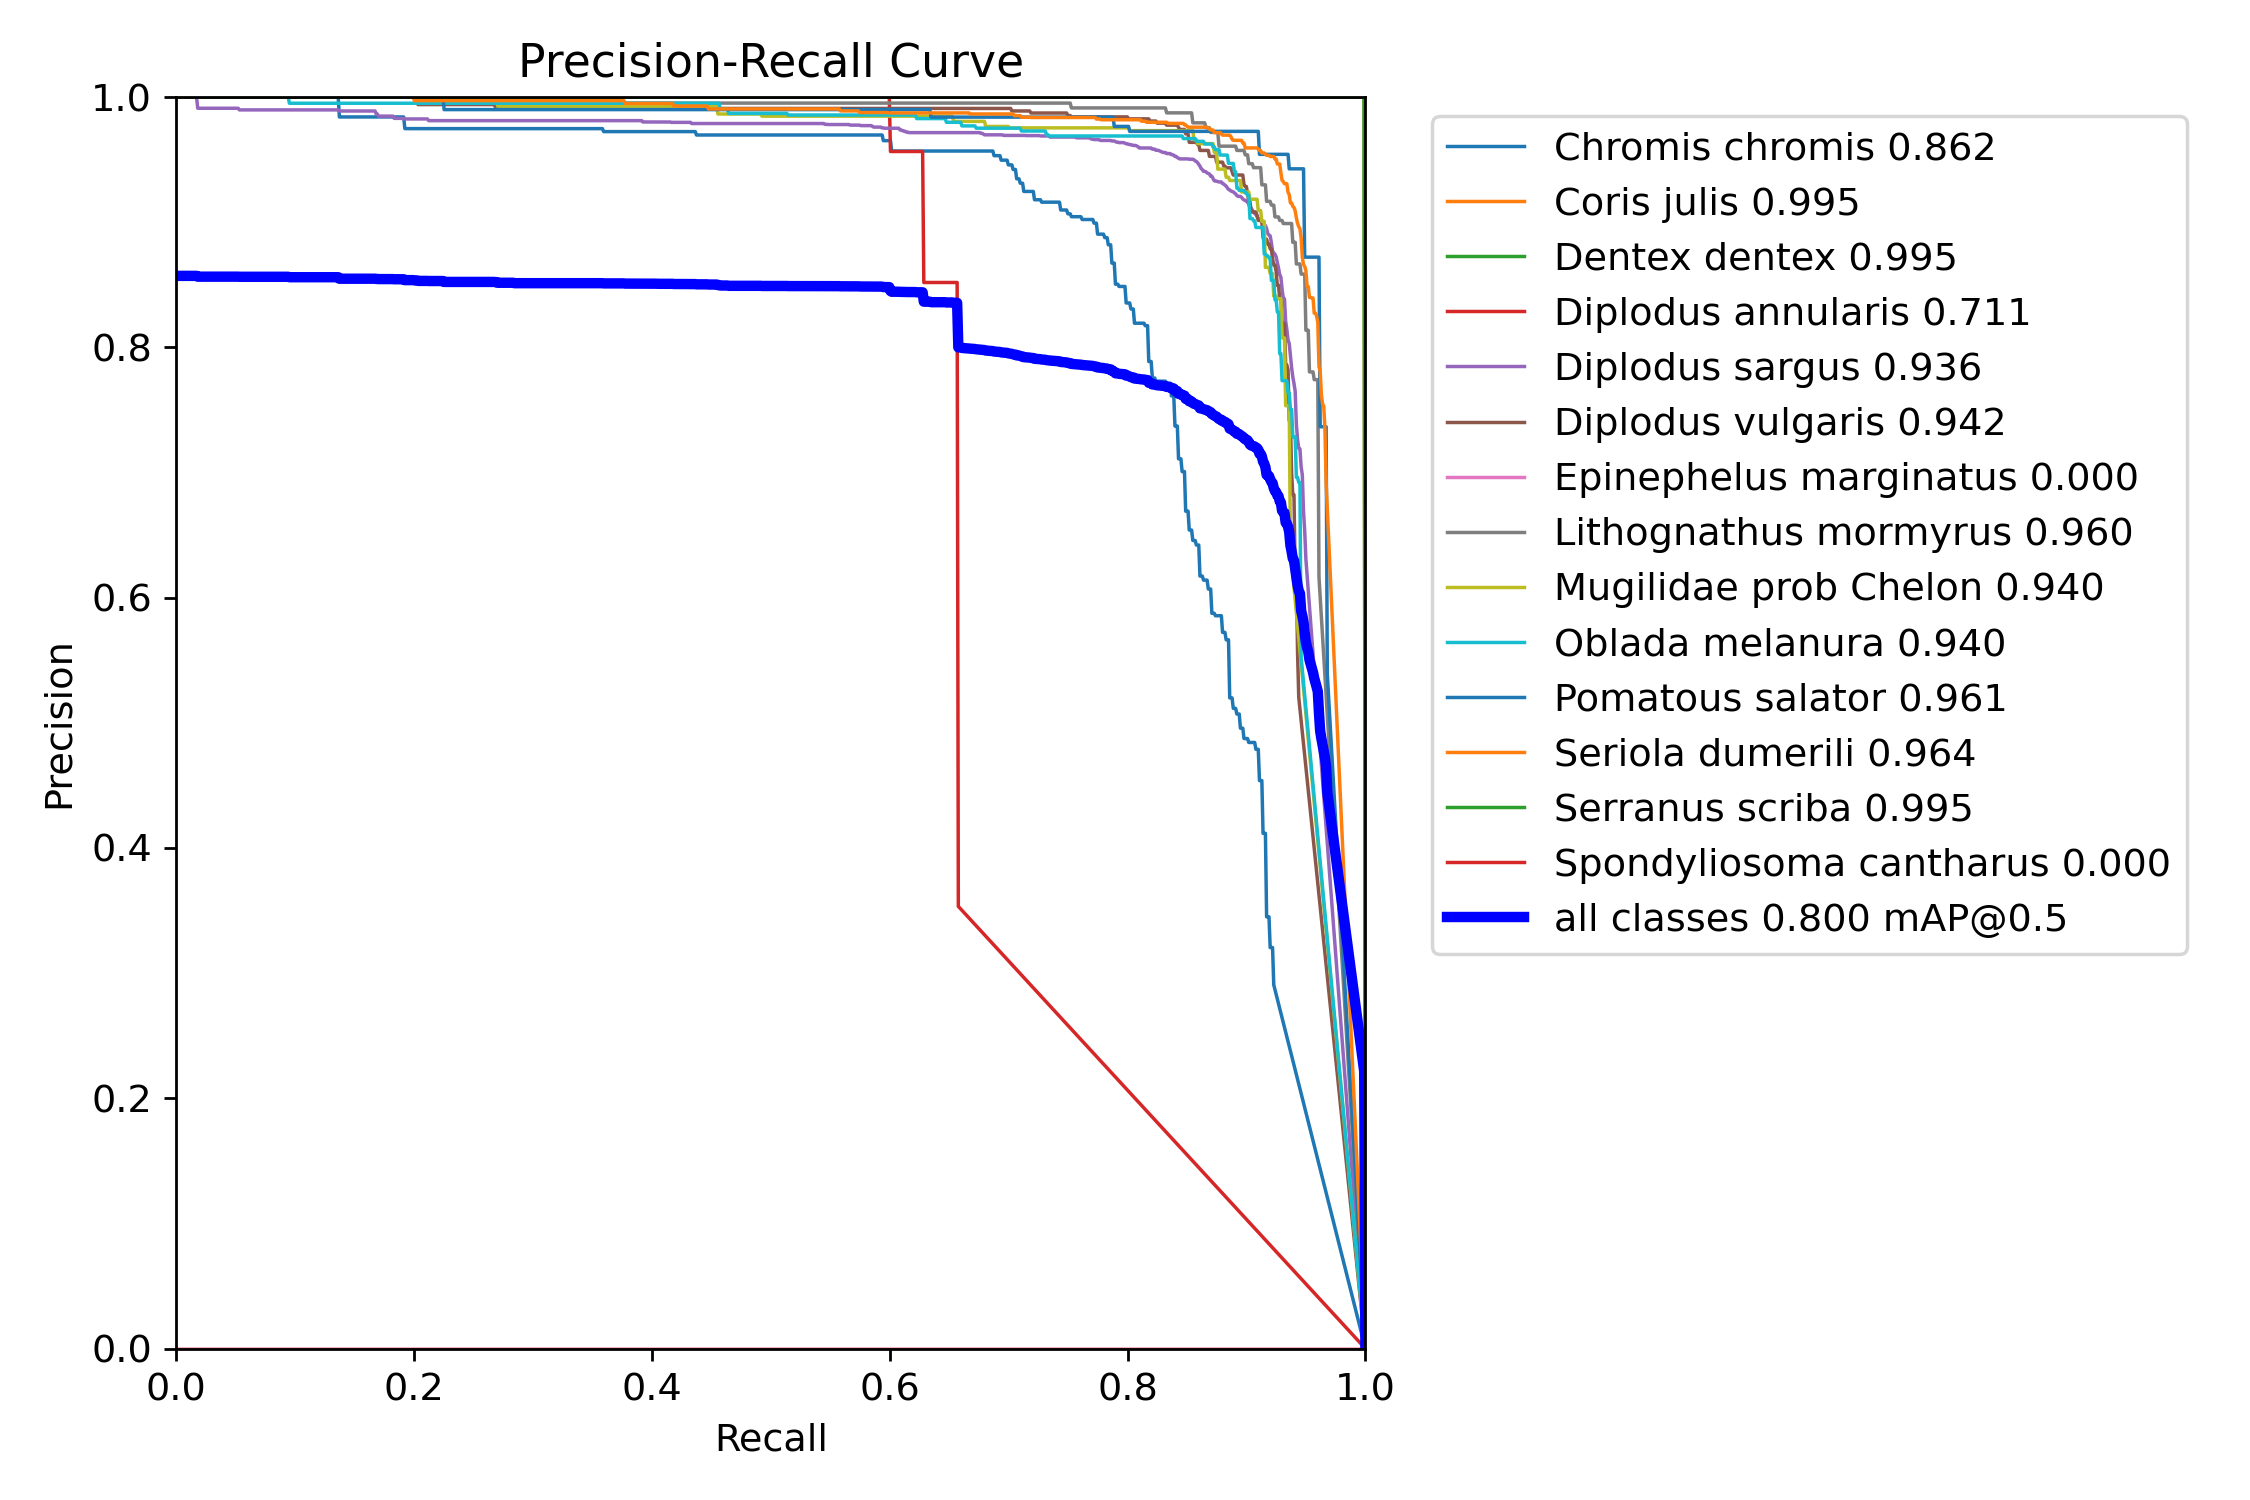 Precision-Recall Curve
1.0
0.8
0.6
0.4
0.2
0.0
Precision
0.0 0.2 0.4 0.6 0.8 1.0
Recall
Chromis chromis 0.862
Coris julis 0.995
Dentex dentex 0.995
Diplodus annularis 0.711
Diplodus sargus 0.936
Diplodus vulgaris 0.942
Epinephelus marginatus 0.000
Lithognathus mormyrus 0.960
Mugilidae prob Chelon 0.940
Oblada melanura 0.940
Pomatous salator 0.961
Seriola dumerili 0.964
Serranus scriba 0.995
Spondyliosoma cantharus 0.000
all classes 0.800 mAP@0.5